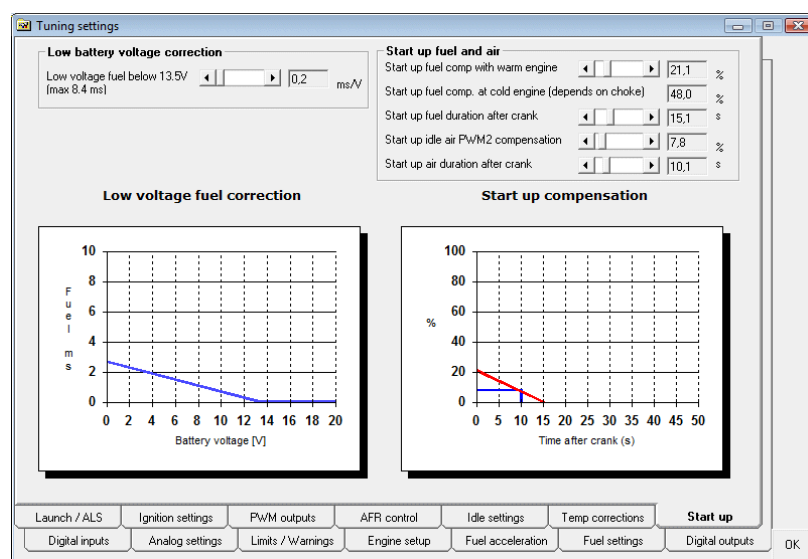 Tuning settings
Low battery voltage correction
Low voltage fuel below 13.5V
(max 8.4 ms)
0,2
ms/V
Start up fuel and air
Start up fuel comp with warm engine
21,1
%
Start up fuel comp. at cold engine (depends on choke)
48,0
%
Start up fuel duration after crank
15,1
s
Start up idle air PWM2 compensation
7,8
%
Start up air duration after crank
10,1
s
Low voltage fuel correction
Fuel ms
10
8
6
4
2
0
0 2 4 6 8 10 12 14 16 18 20
Battery voltage [V]
Start up compensation
%
100
80
60
40
20
0
0 5 10 15 20 25 30 35 40 45 50
Time after crank (s)
Launch / ALS Ignition settings PWM outputs AFR control Idle settings Temp corrections Start up
Digital inputs Analog settings Limits / Warnings Engine setup Fuel acceleration Fuel settings Digital outputs
OK